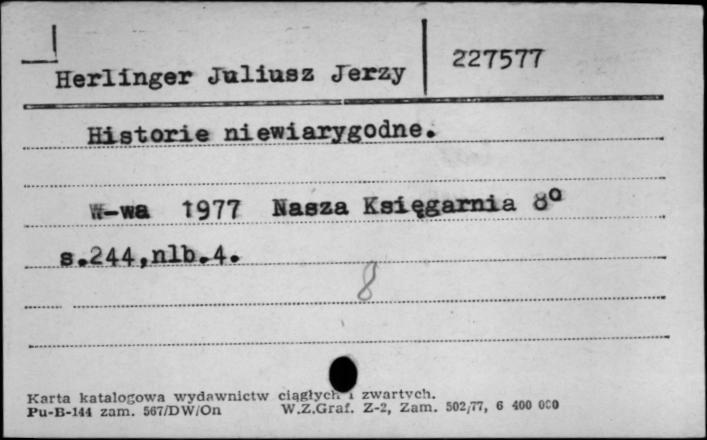 Herlinger Juliusz Jerzy
227577
Historie niewiarygodne.
W-wa 1977 Nasza Księgarnia 8º
s.244,nlb.4.
8
Karta katalogowa wydawnictw ciągłych i zwartych.
Pu-B-144 zam. 567/DW/On W.Z.Graf. Z-2, Zam. 502/77, 6 400 000